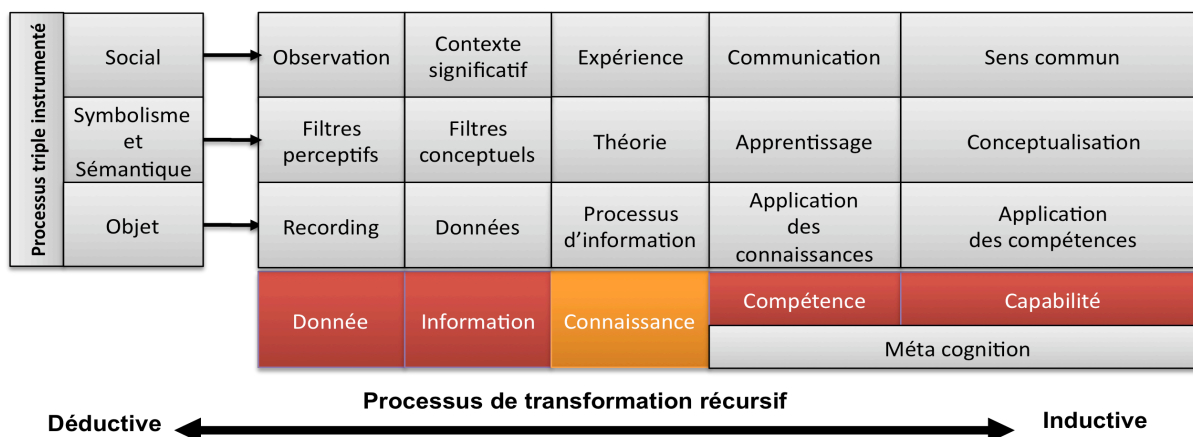 Processus triple instrumenté
Social
Observation
Contexte
significatif
Expérience
Communication
Sens commun
Symbolisme
et
Sémantique
Filtres
perceptifs
Filtres
conceptuels
Théorie
Apprentissage
Conceptualisation
Objet
Recording
Données
Processus
d’information
Application
des
connaissances
Application
des compétences
Donnée
Information
Connaissance
Compétence
Capabilité
Méta cognition
Processus de transformation récursif
Déductive
Inductive